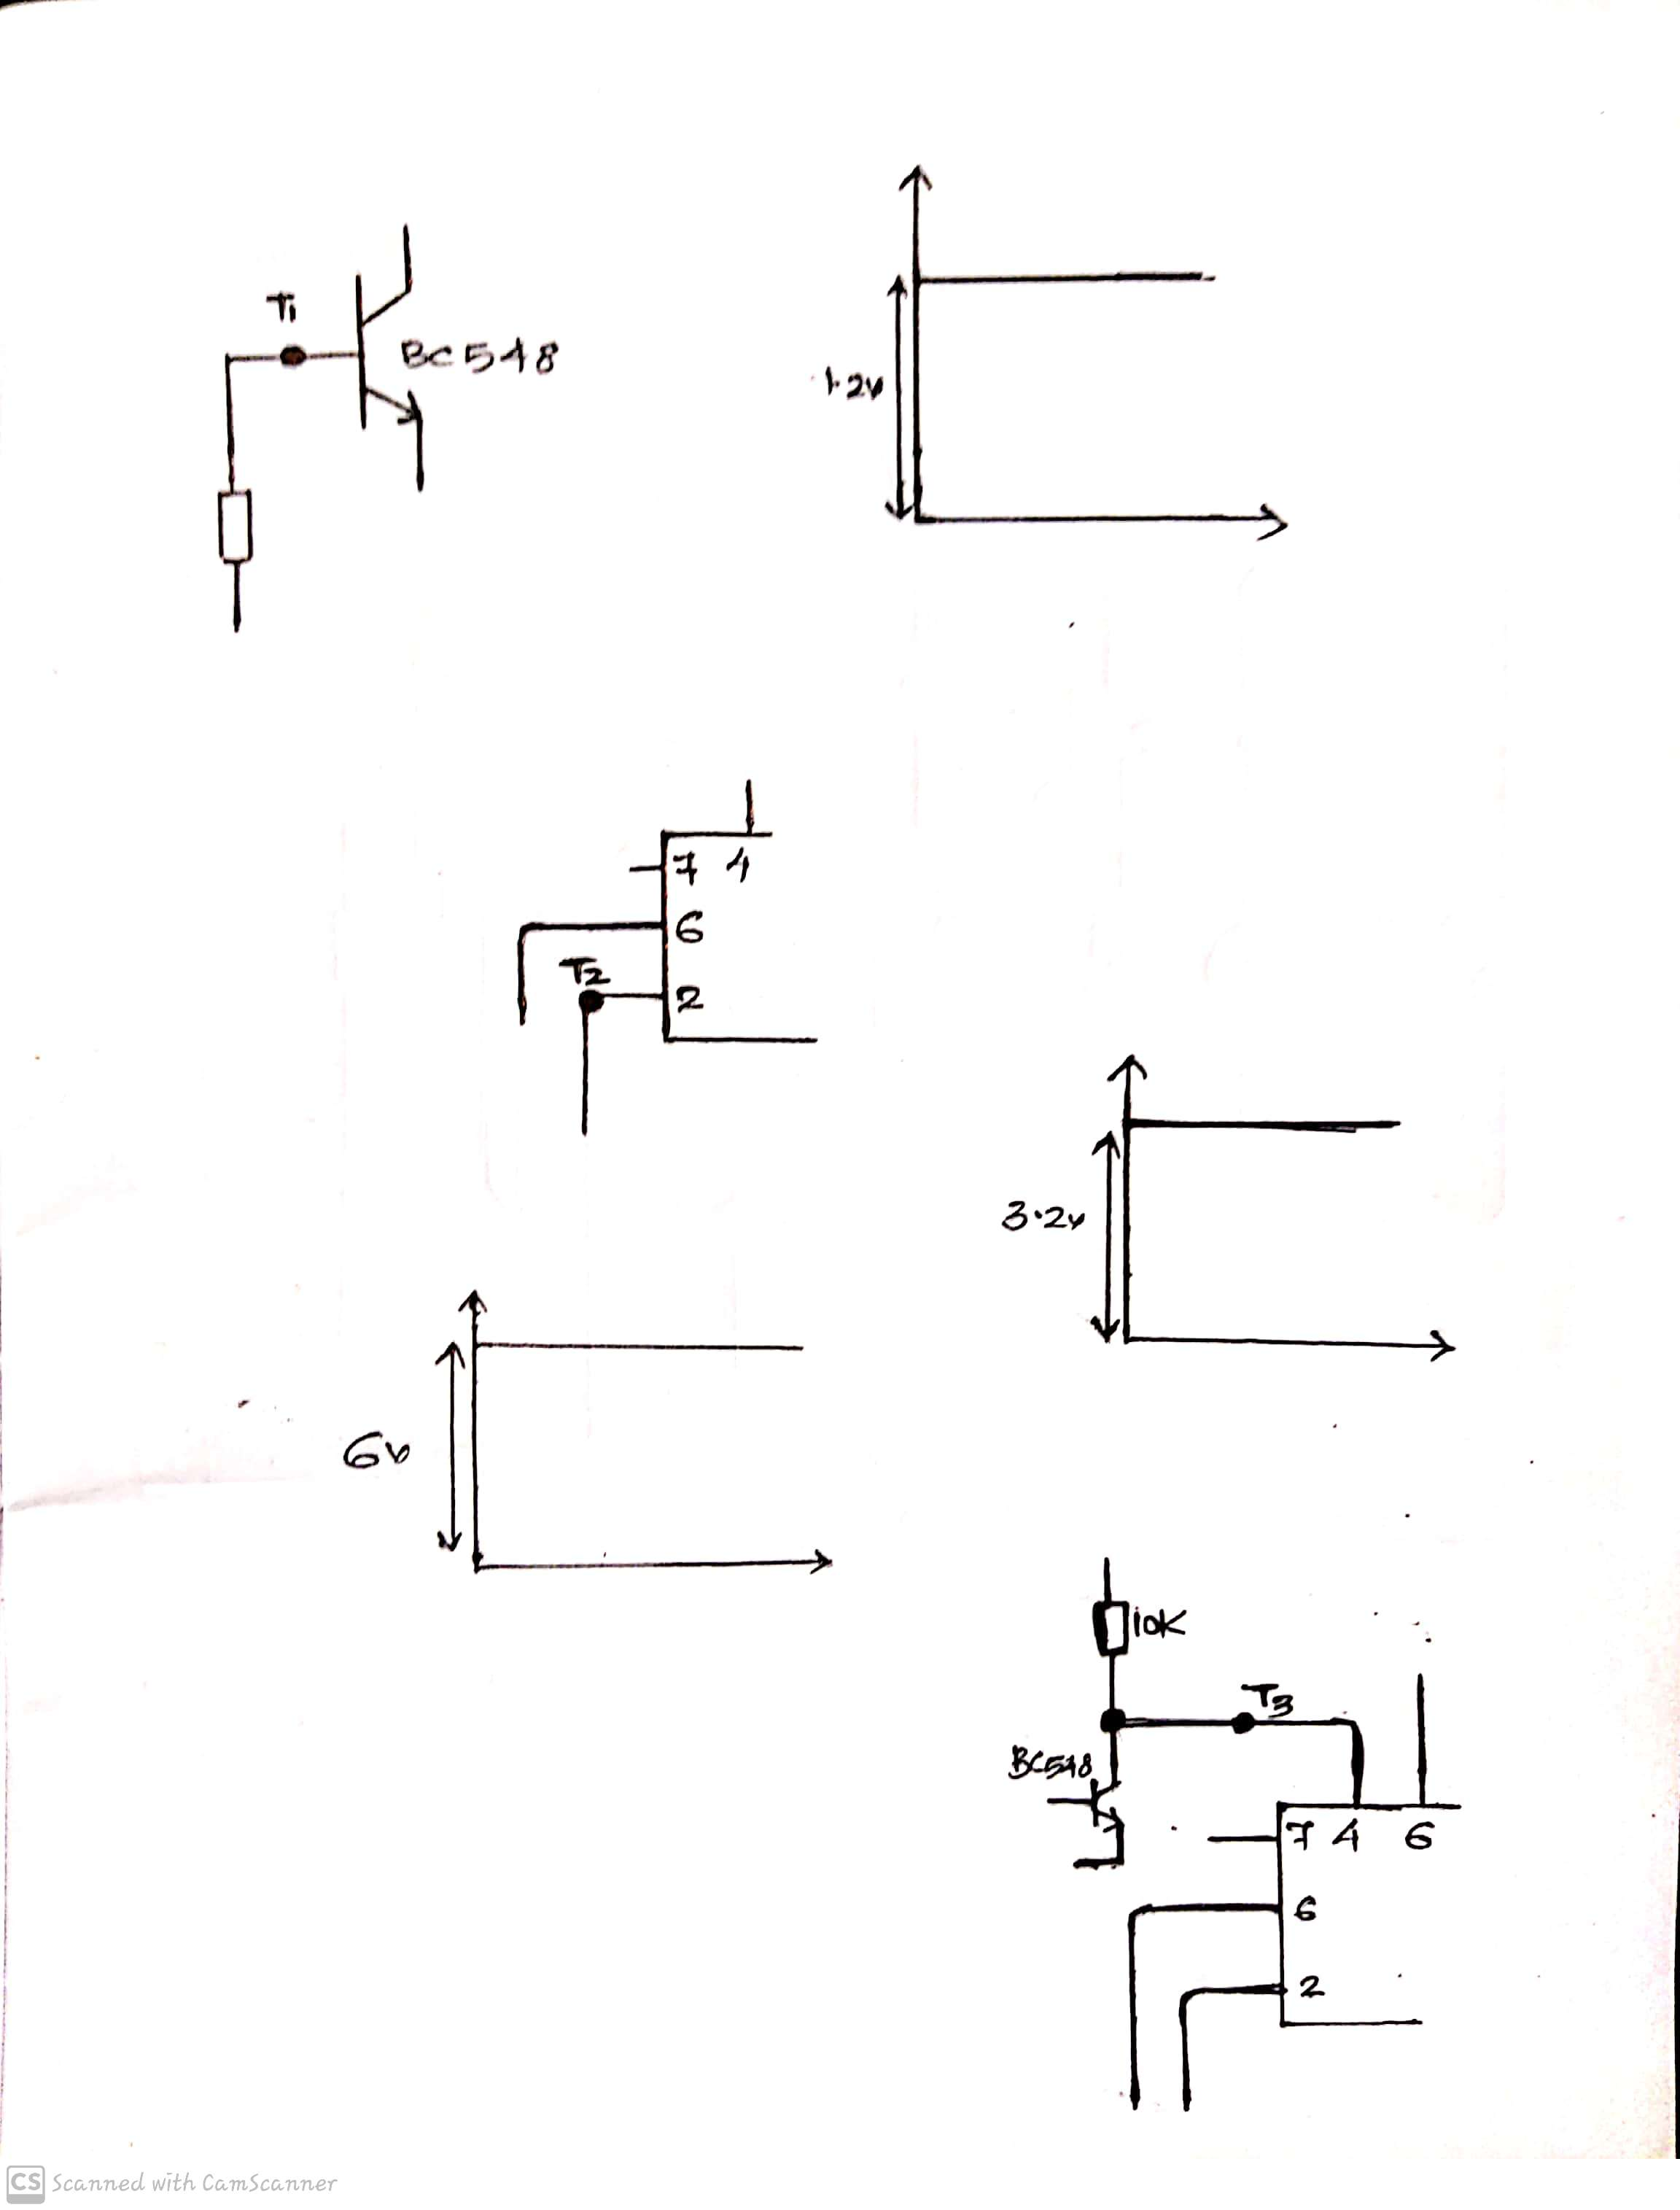 T1
BC548
1.2v
7 4
6
T2
2
3.2v
6v
10K
T3
BC548
7 4 6
6
2
CS Scanned with CamScanner